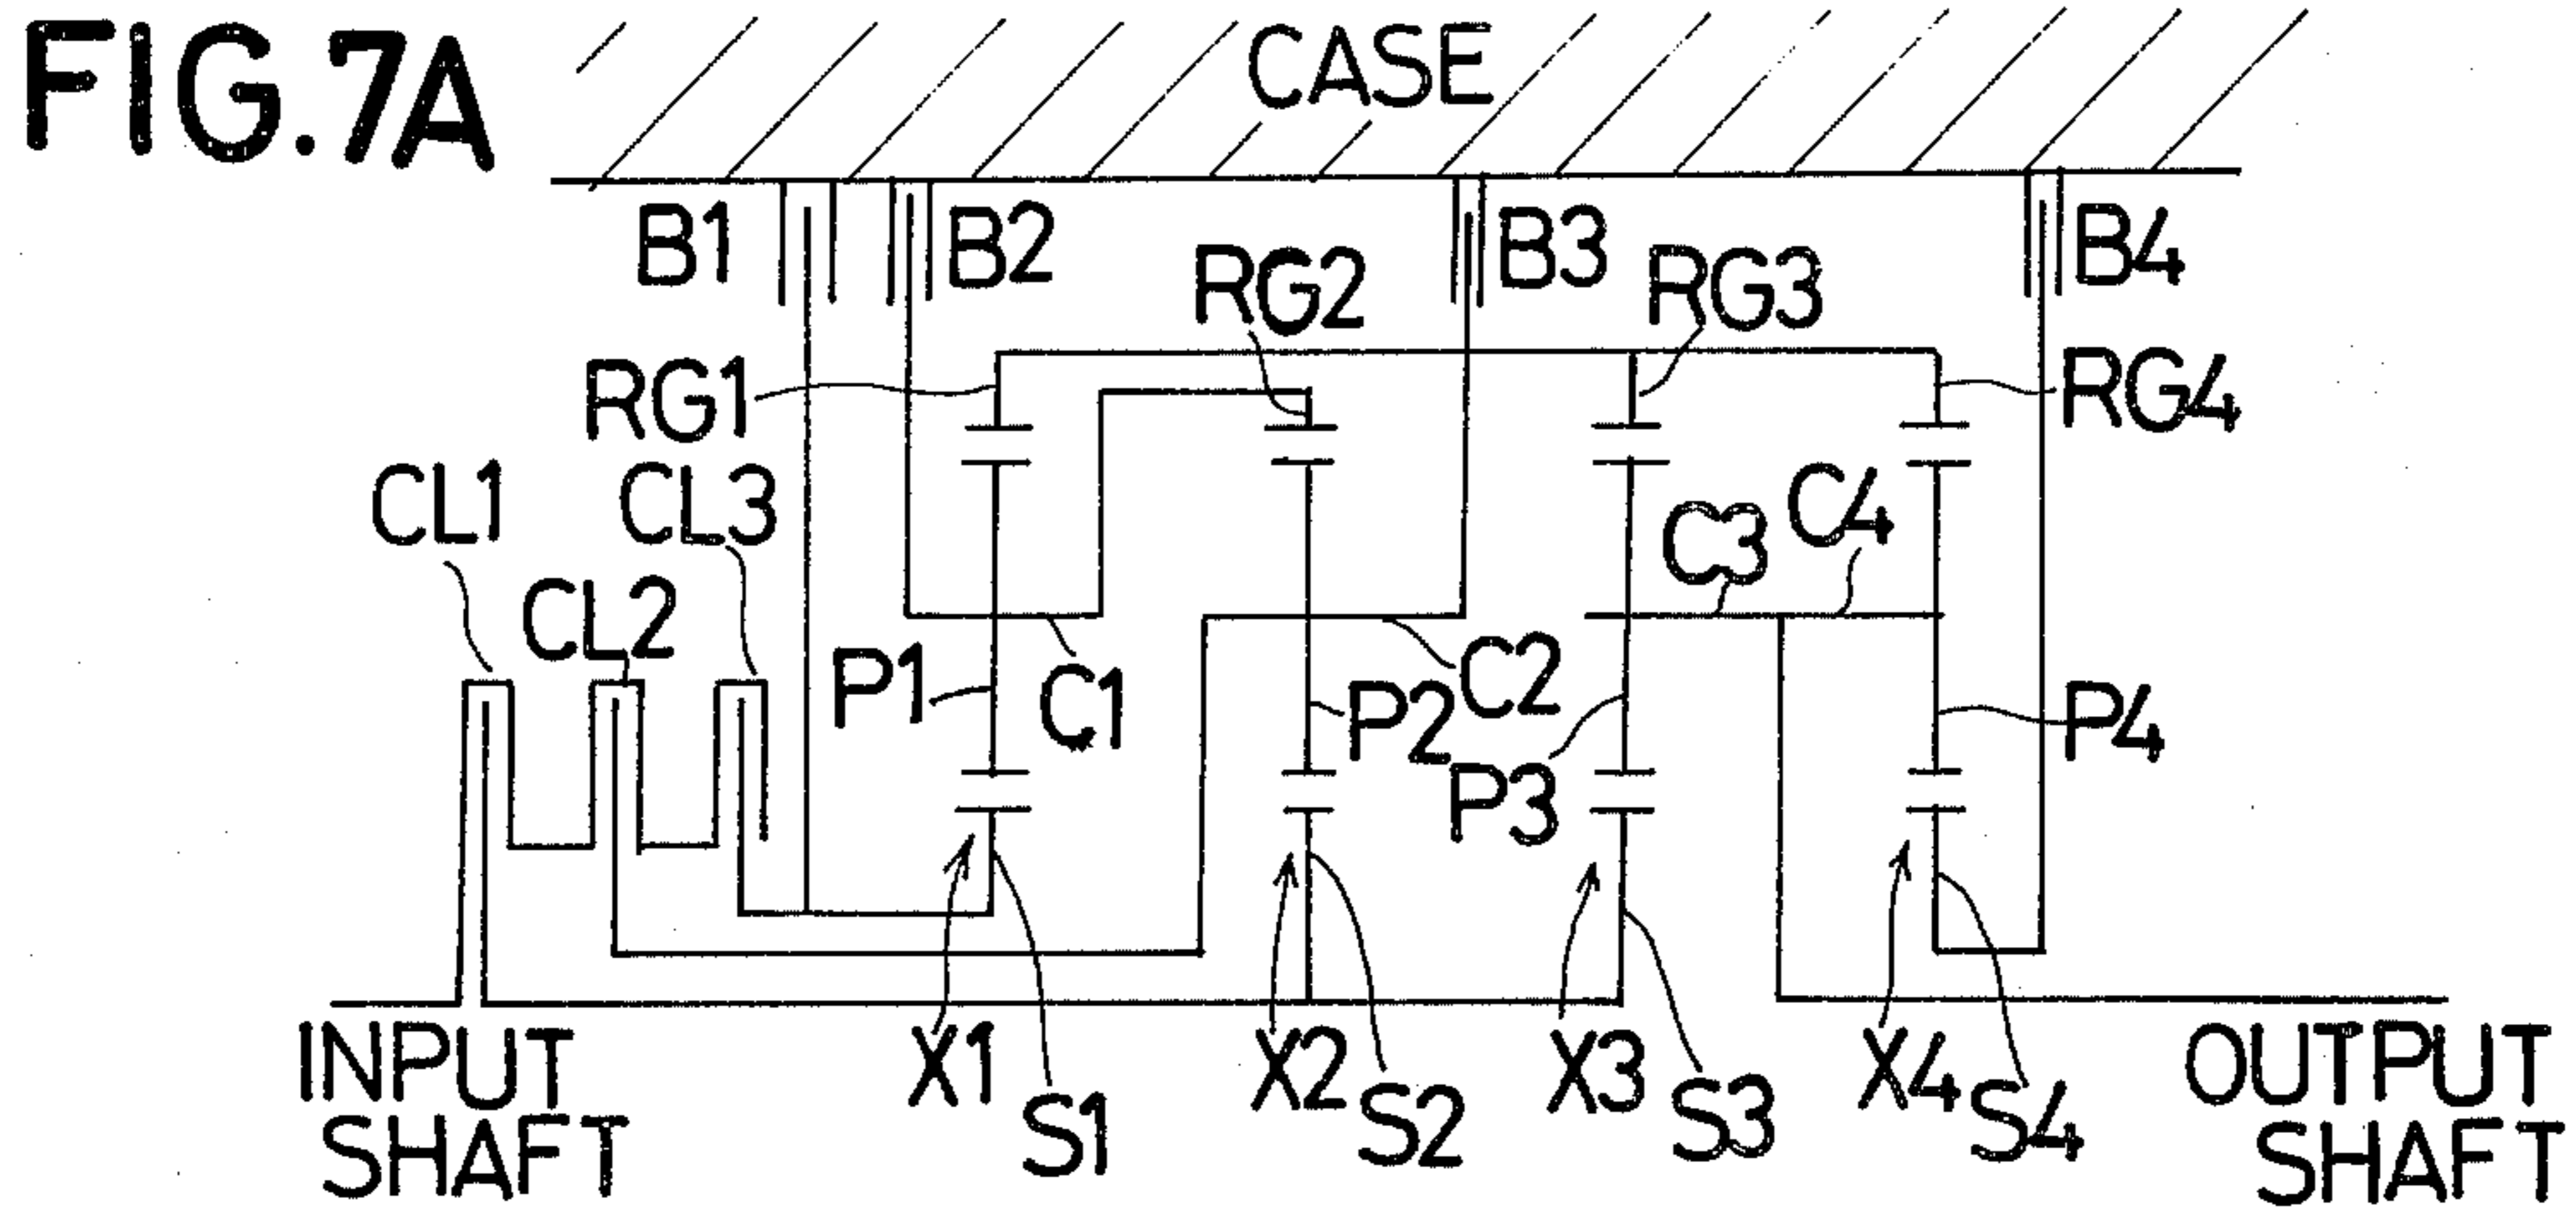 FIG.7A
CASE
B1
B2
B3
B4
RG2
RG3
RG1
RG4
CL1
CL3
C3
C4
CL2
P1
C1
C2
P2
P4
P3
INPUT
SHAFT
X1
S1
X2
S2
X3
S3
X4
S4
OUTPUT
SHAFT